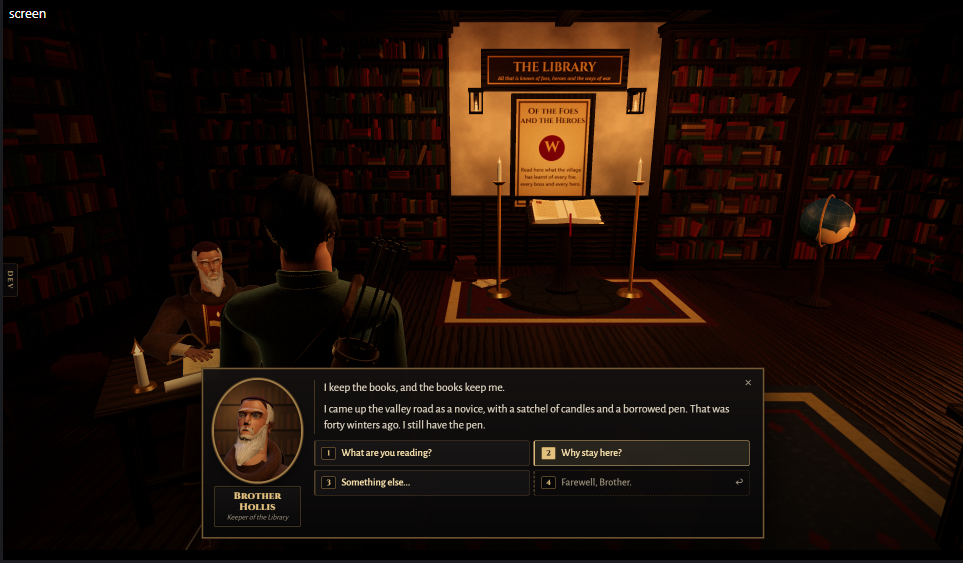 screen
THE LIBRARY
All that is known of foes, heroes and the ways of war
OF THE FOES
AND THE HEROES
W
Read here what the village
has learnt of every foe,
every boss and every hero.
DEV
I keep the books, and the books keep me.
I came up the valley road as a novice, with a satchel of candles and a borrowed pen. That was
forty winters ago. I still have the pen.
1 What are you reading?
2 Why stay here?
3 Something else...
4 Farewell, Brother.
BROTHER
HOLLIS
Keeper of the Library